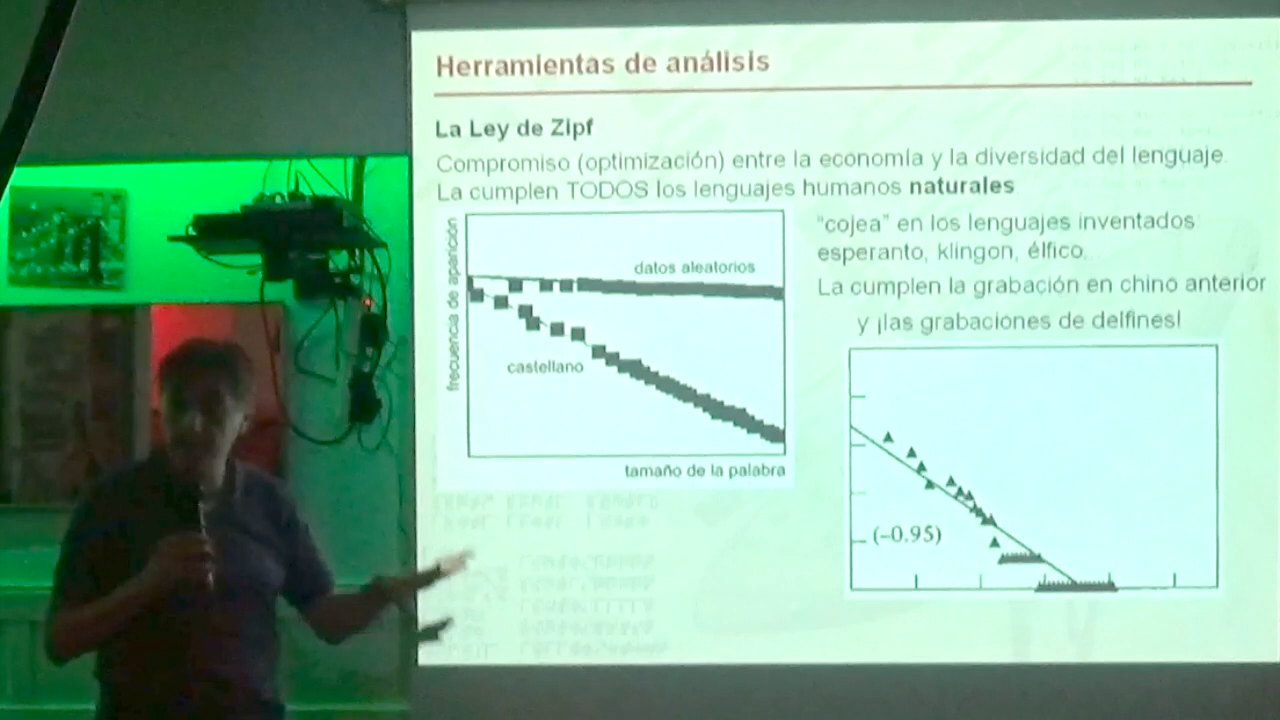 Herramientas de análisis
La Ley de Zipf
Compromiso (optimización) entre la economía y la diversidad del lenguaje.
La cumplen TODOS los lenguajes humanos naturales
"cojea" en los lenguajes inventados
esperanto, klingon, élfico.
La cumplen la grabación en chino anterior
y ¡las grabaciones de delfines!
frecuencia de aparición
datos aleatorios
castellano
tamaño de la palabra
(-0.95)